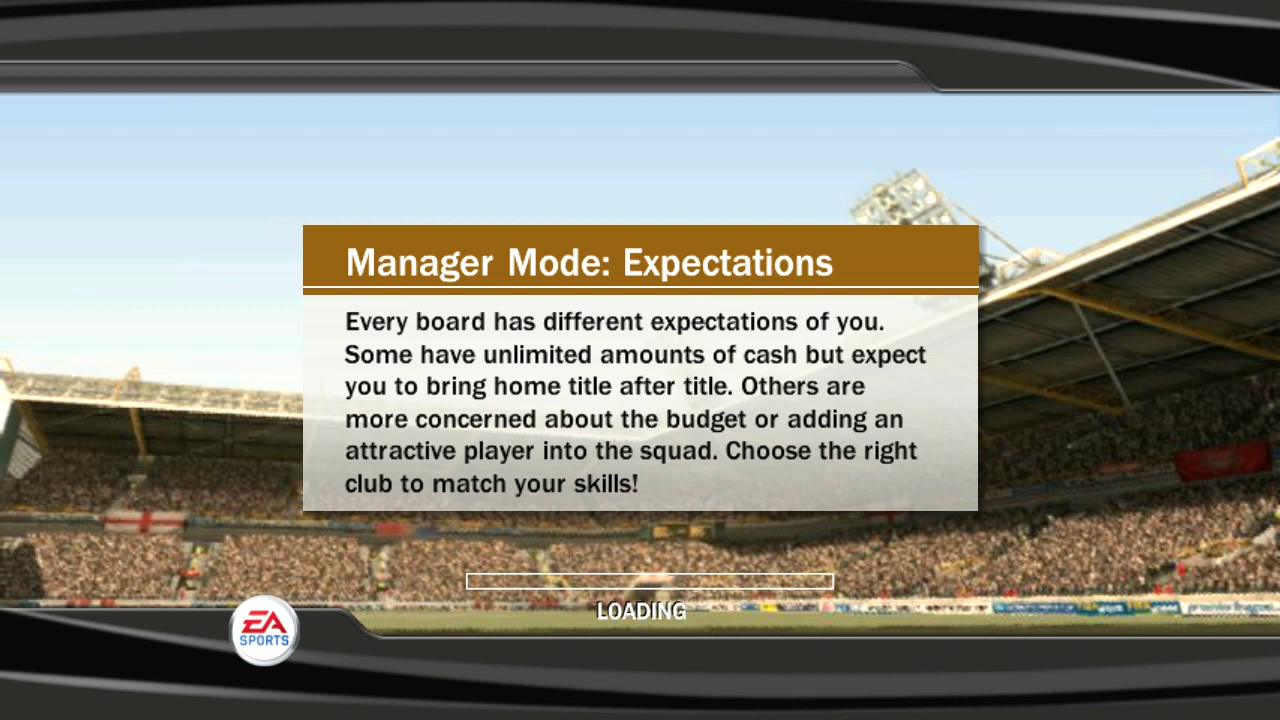 Manager Mode: Expectations
Every board has different expectations of you.
Some have unlimited amounts of cash but expect
you to bring home title after title. Others are
more concerned about the budget or adding an
attractive player into the squad. Choose the right
club to match your skills!
LOADING
EA
SPORTS